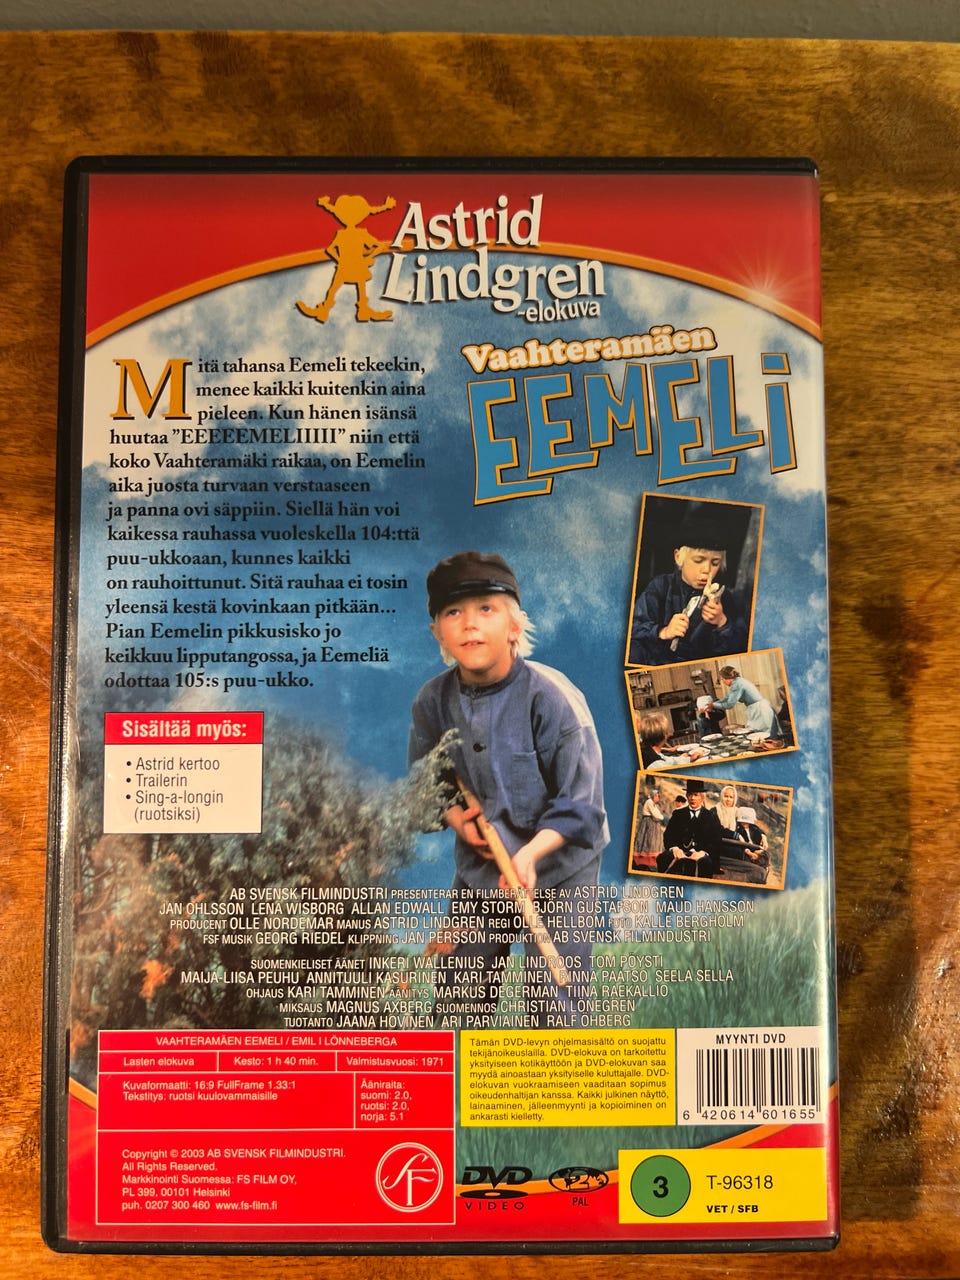 Astrid
Lindgren
-elokuva
Vaahteramäen
EEMELI
Mitä tahansa Eemeli tekeekin,
menee kaikki kuitenkin aina
pieleen. Kun hänen isänsä
huutaa ”EEEEEMELIIIII” niin että
koko Vaahteramäki raikaa, on Eemelin
aika juosta turvaan verstaaseen
ja panna ovi säppiin. Siellä hän voi
kaikessa rauhassa vuoleskella 104:ttä
puu-ukkoaan, kunnes kaikki
on rauhoittunut. Sitä rauhaa ei tosin
yleensä kestä kovinkaan pitkään...
Pian Eemelin pikkusisko jo
keikkuu lipputangossa, ja Eemeliä
odottaa 105:s puu-ukko.
Sisältää myös:
• Astrid kertoo
• Trailerin
• Sing-a-longin
(ruotsiksi)
AB SVENSK FILMINDUSTRI PRESENTERAR EN FILMBERÄTTELSE AV ASTRID LINDGREN
JAN OHLSSON LENA WISBORG ALLAN EDWALL EMY STORM BJÖRN GUSTAFSON MAUD HANSSON
PRODUCENT OLLE NORDEMAR MANUS ASTRID LINDGREN REGI OLLE HELLBOM FOTO KALLE BERGHOLM
FSF MUSIK GEORG RIEDEL KLIPPNING JAN PERSSON PRODUKTION AB SVENSK FILMINDUSTRI
SUOMENKIELISET ÄÄNET INKERI WALLENIUS JAN LINDROOS TOM PÖYSTI
MAIJA-LIISA PEUHU ANNITUULI KASURINEN KARI TAMMINEN PINNA PAATSO SEELA SELLA
OHJAUS KARI TAMMINEN ÄÄNITYS MARKUS DEGERMAN TIINA RAEKALLIO
MIKSAUS MAGNUS AXBERG SUOMENNOS CHRISTIAN LÖNEGREN
TUOTANTO JAANA HOVINEN ARI PARVIAINEN RALF ÖHBERG
VAAHTERAMÄEN EEMELI / EMIL I LÖNNEBERGA
Lasten elokuva Kesto: 1 h 40 min. Valmistusvuosi: 1971
Kuvaformaatti: 16:9 FullFrame 1.33:1
Tekstitys: ruotsi kuulovammaisille
Ääniraita:
suomi: 2.0,
ruotsi: 2.0,
norja: 5.1
Copyright © 2003 AB SVENSK FILMINDUSTRI.
All Rights Reserved.
Markkinointi Suomessa: FS FILM OY,
PL 399, 00101 Helsinki
puh. 0207 300 460 www.fs-film.fi
SF
Tämän DVD-levyn ohjelmasisältö on suojattu
tekijänoikeuslailla. DVD-elokuva on tarkoitettu
yksityiseen kotikäyttöön ja DVD-elokuvan saa
myydä ainoastaan yksityiselle kuluttajalle. DVD-
elokuvan vuokraamiseen vaaditaan sopimus
oikeudenhaltijan kanssa. Kaikki julkinen näyttö,
lainaaminen, jälleenmyynti ja kopioiminen on
ankarasti kielletty.
MYYNTI DVD
6 420614 601655
DVD
VIDEO
2
PAL
3
T-96318
VET / SFB